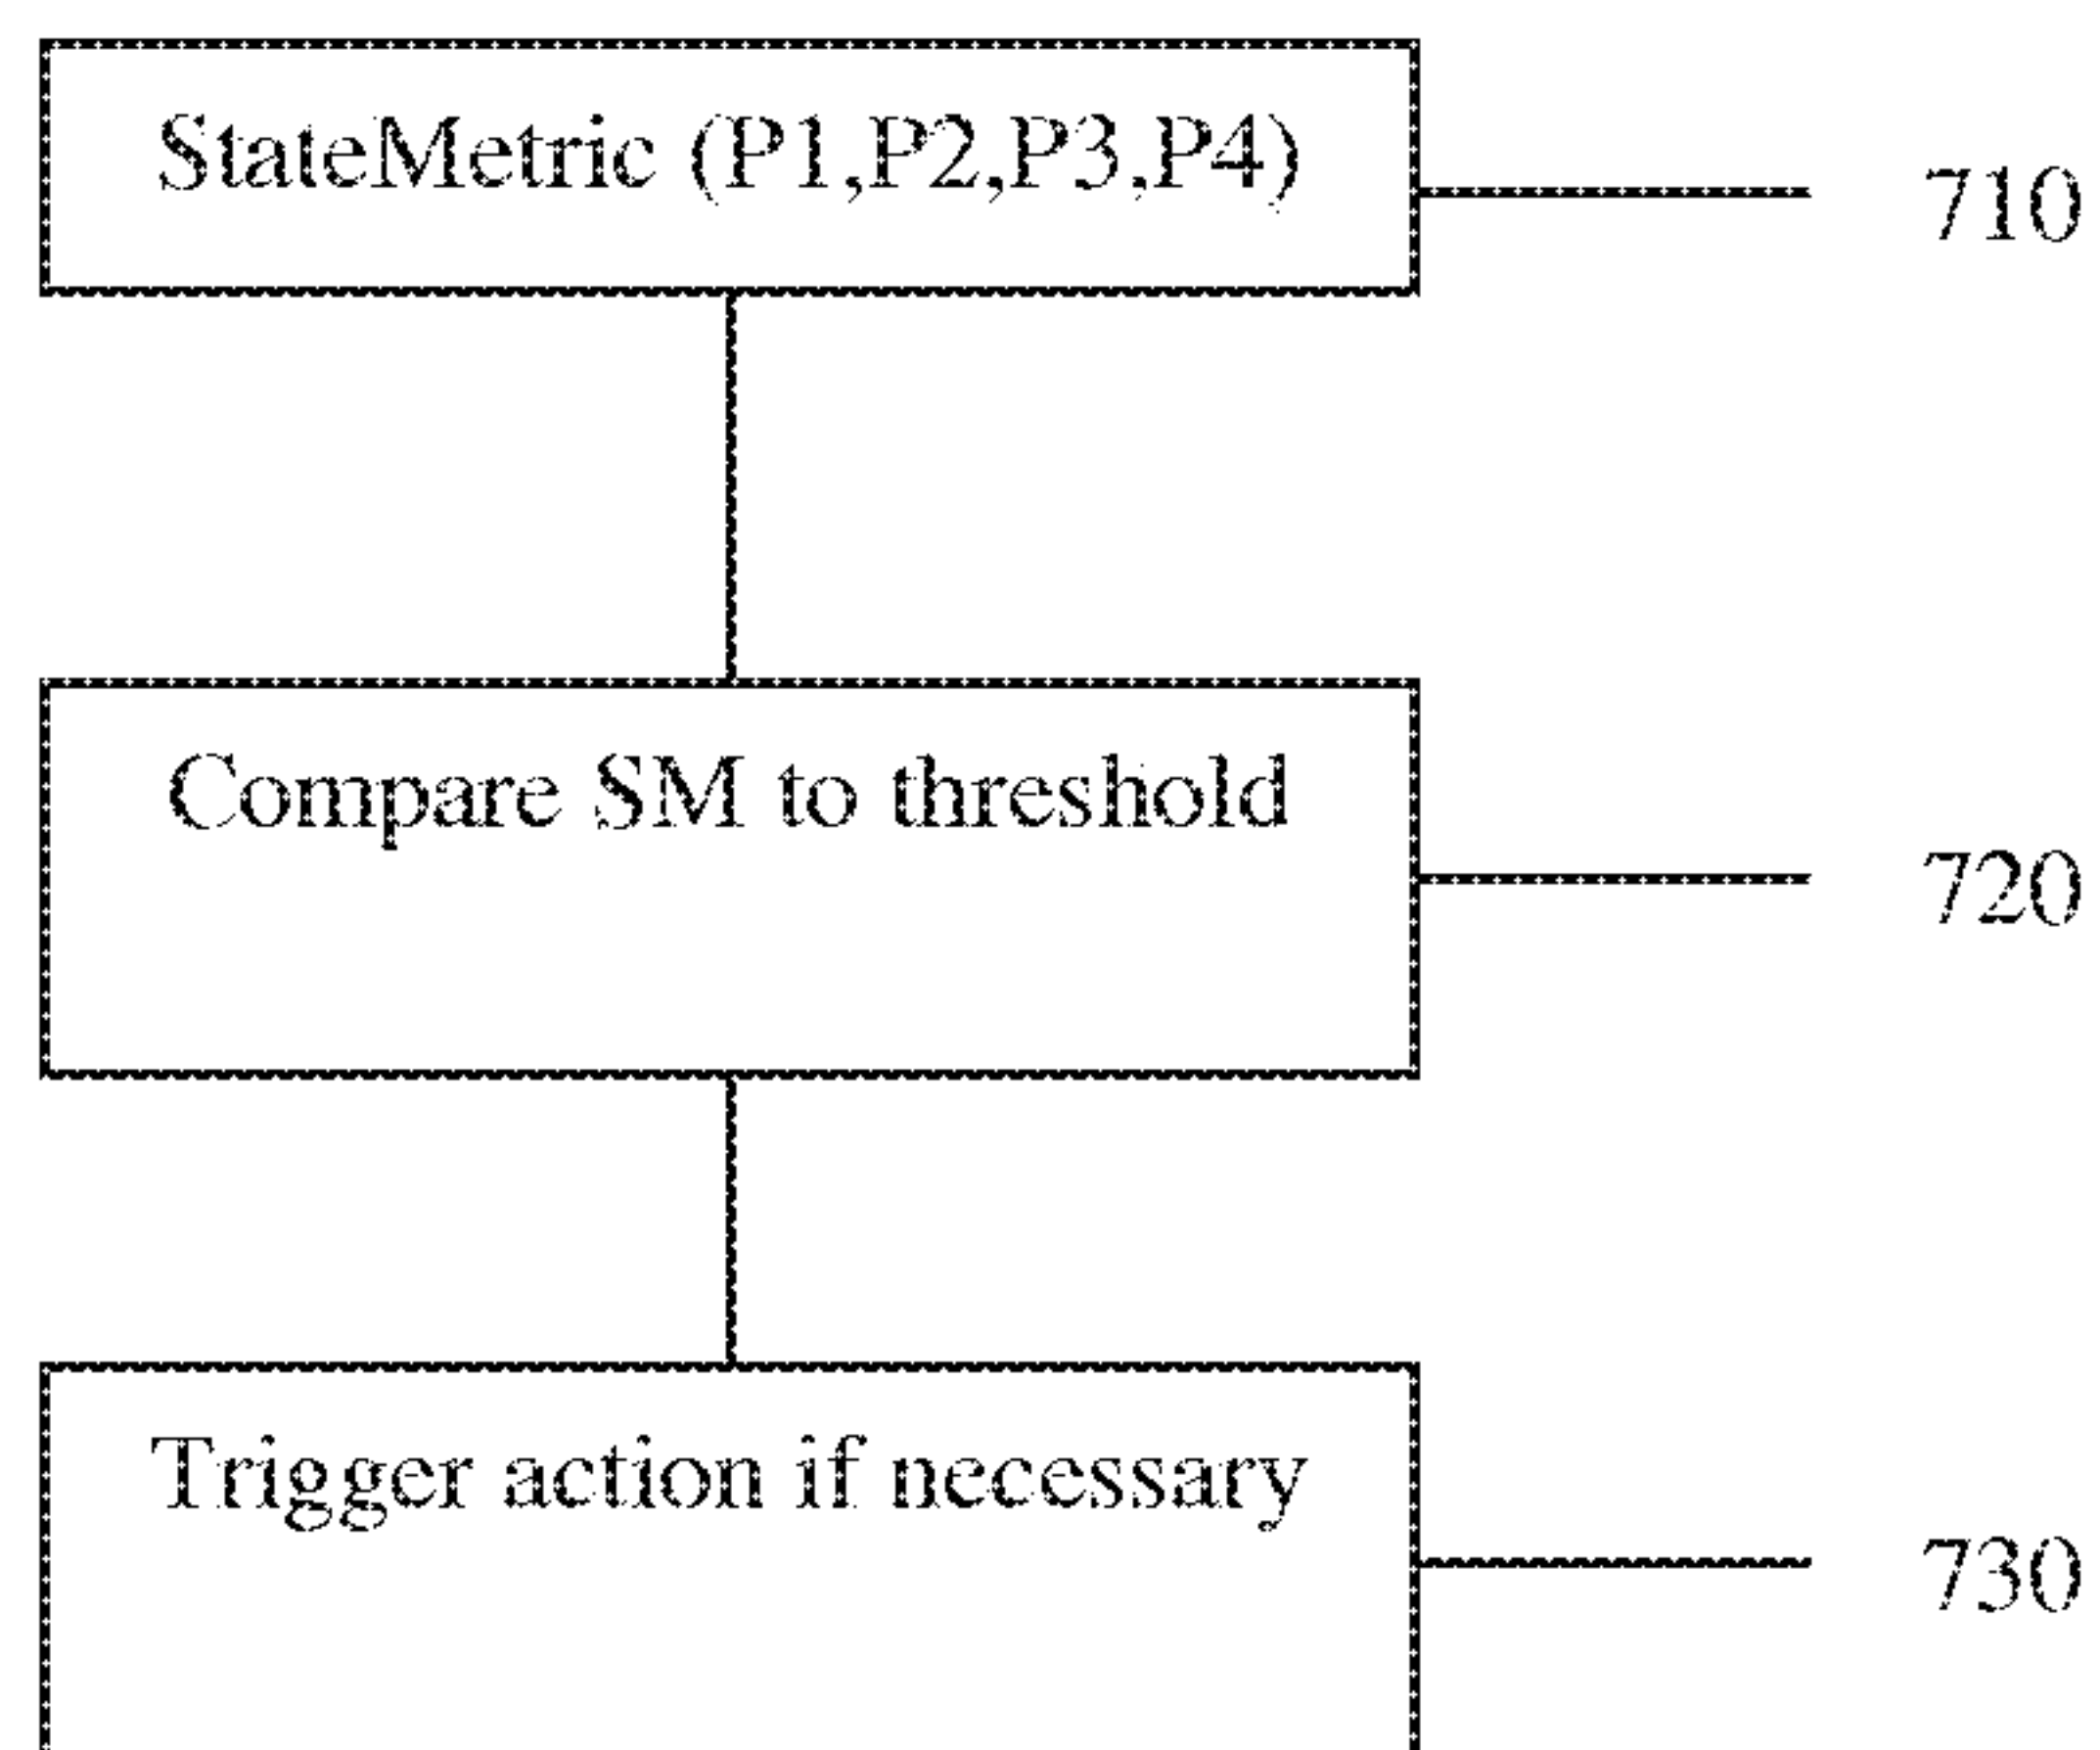 StateMetric (P1,P2,P3,P4)
710
Compare SM to threshold
720
Trigger action if necessary
730